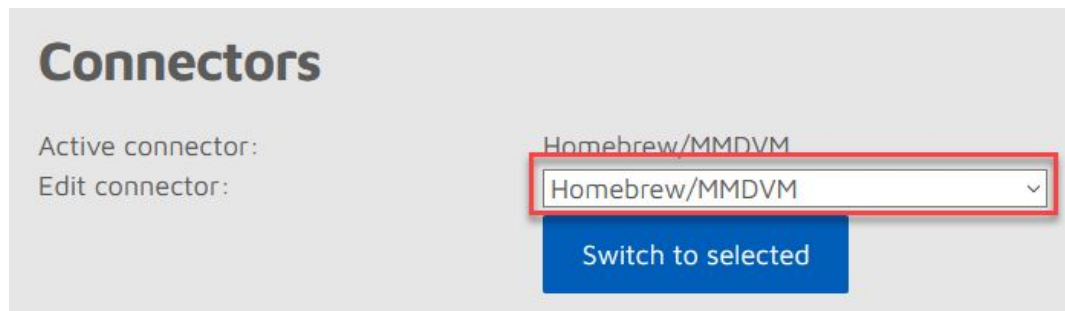 Connectors
Active connector: Homebrew/MMDVM
Edit connector: Homebrew/MMDVM
Switch to selected